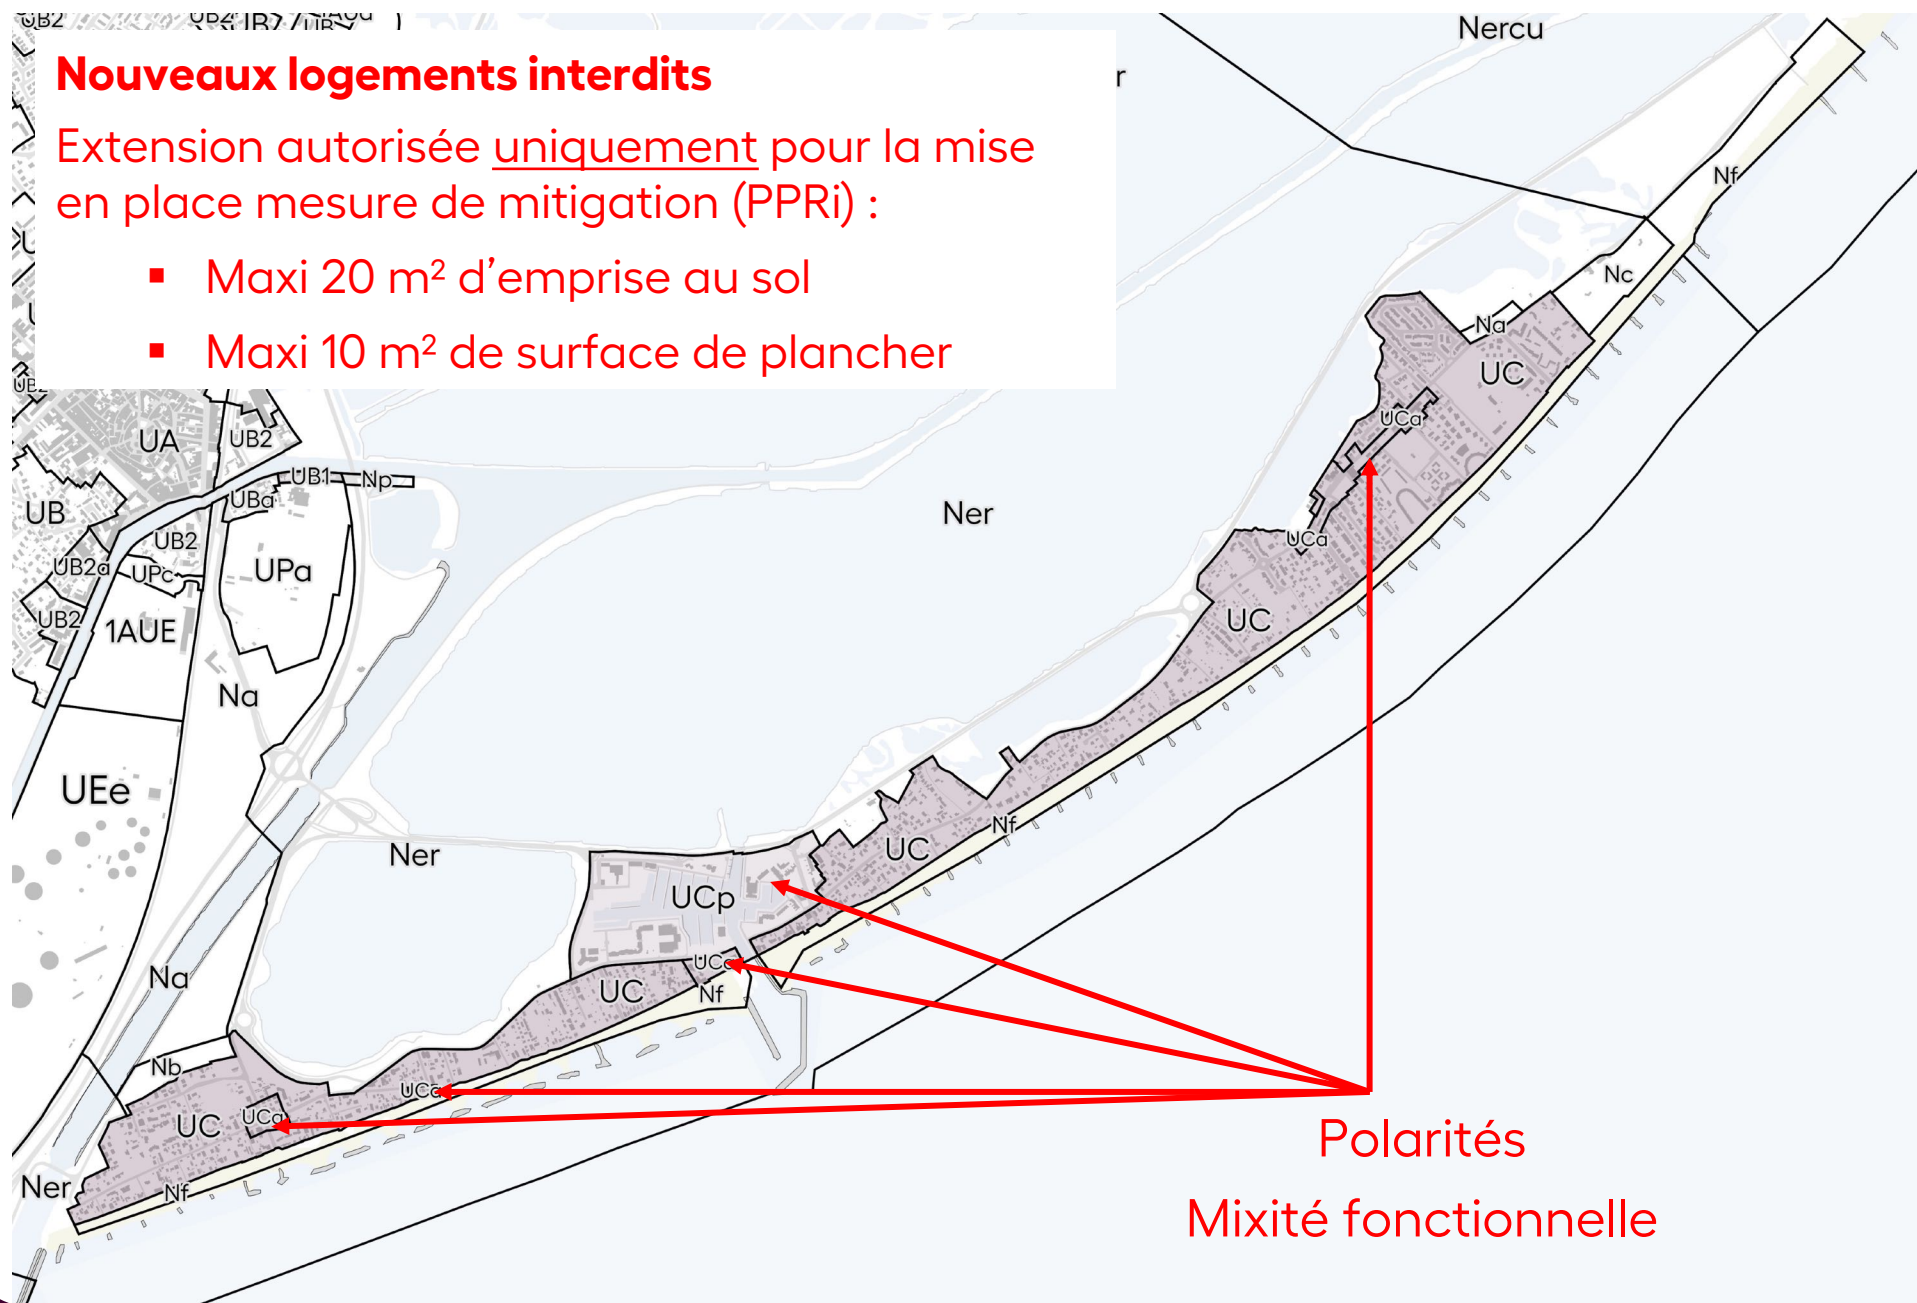 UB2
Nercu
Nouveaux logements interdits
Extension autorisée uniquement pour la mise
en place mesure de mitigation (PPRi) :
▪ Maxi 20 m² d'emprise au sol
▪ Maxi 10 m² de surface de plancher
r
Nf
Nc
Na
UC
UCa
UA
UB2
UB1
Np
UBa
UB
Ner
UB2
UCa
UB2a
UPc
UPa
UB2
1AUE
UC
Na
UEe
Nf
Ner
UC
UCp
UCa
Na
UC
Nf
Nb
UCa
UC
UCa
Ner
Nf
Polarités
Mixité fonctionnelle